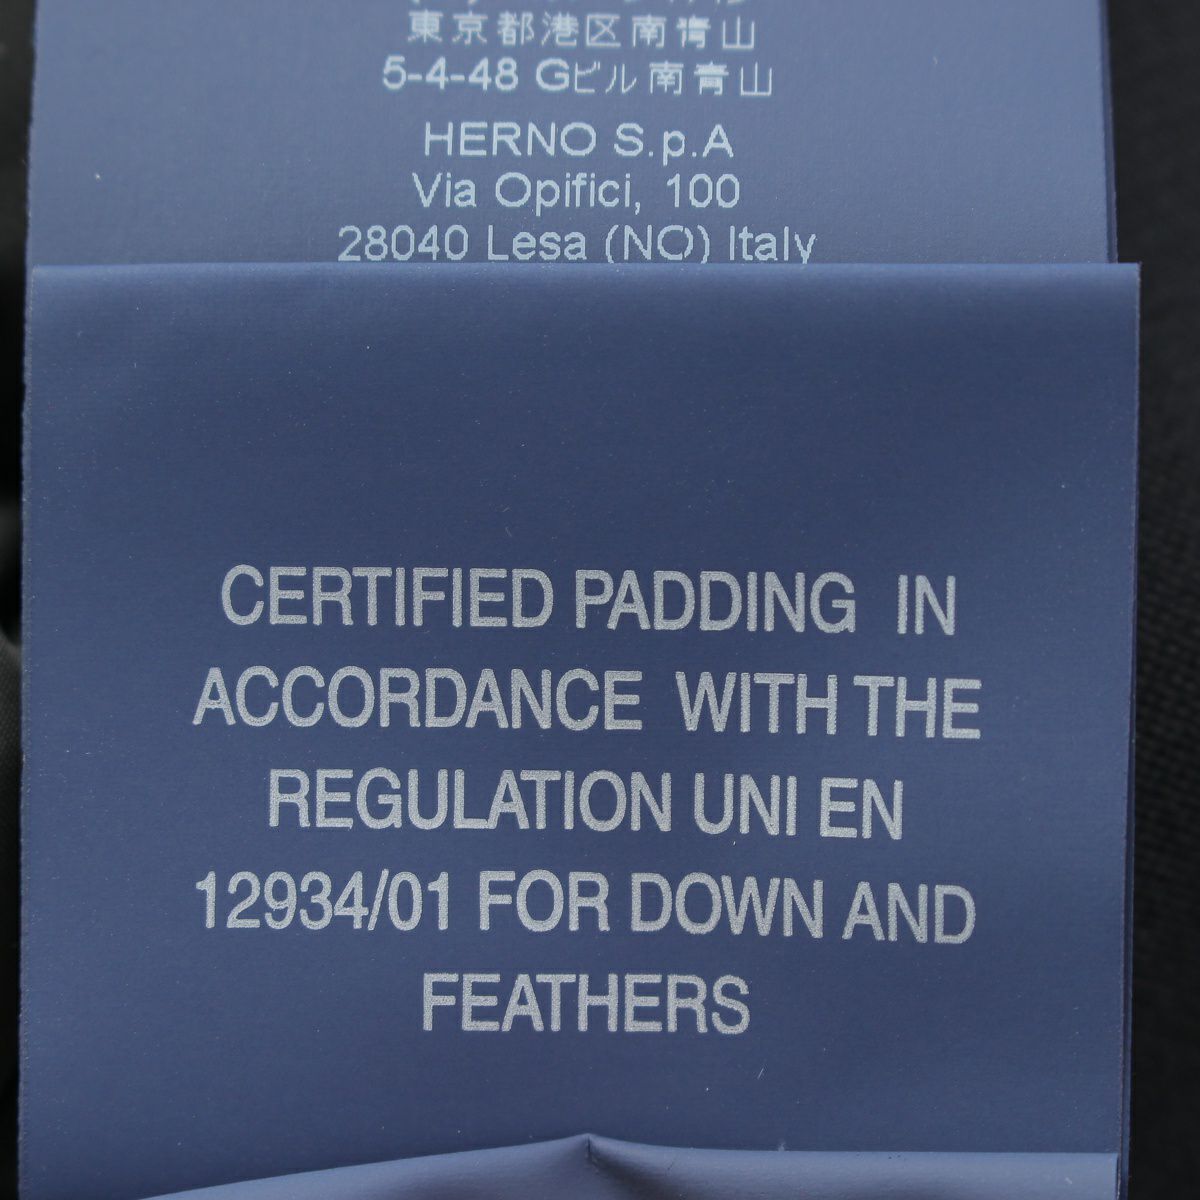 東京都港区南青山
5-4-48 Gビル南青山
HERNO S.p.A
Via Opifici, 100
28040 Lesa (NO) Italy
CERTIFIED PADDING IN
ACCORDANCE WITH THE
REGULATION UNI EN
12934/01 FOR DOWN AND
FEATHERS